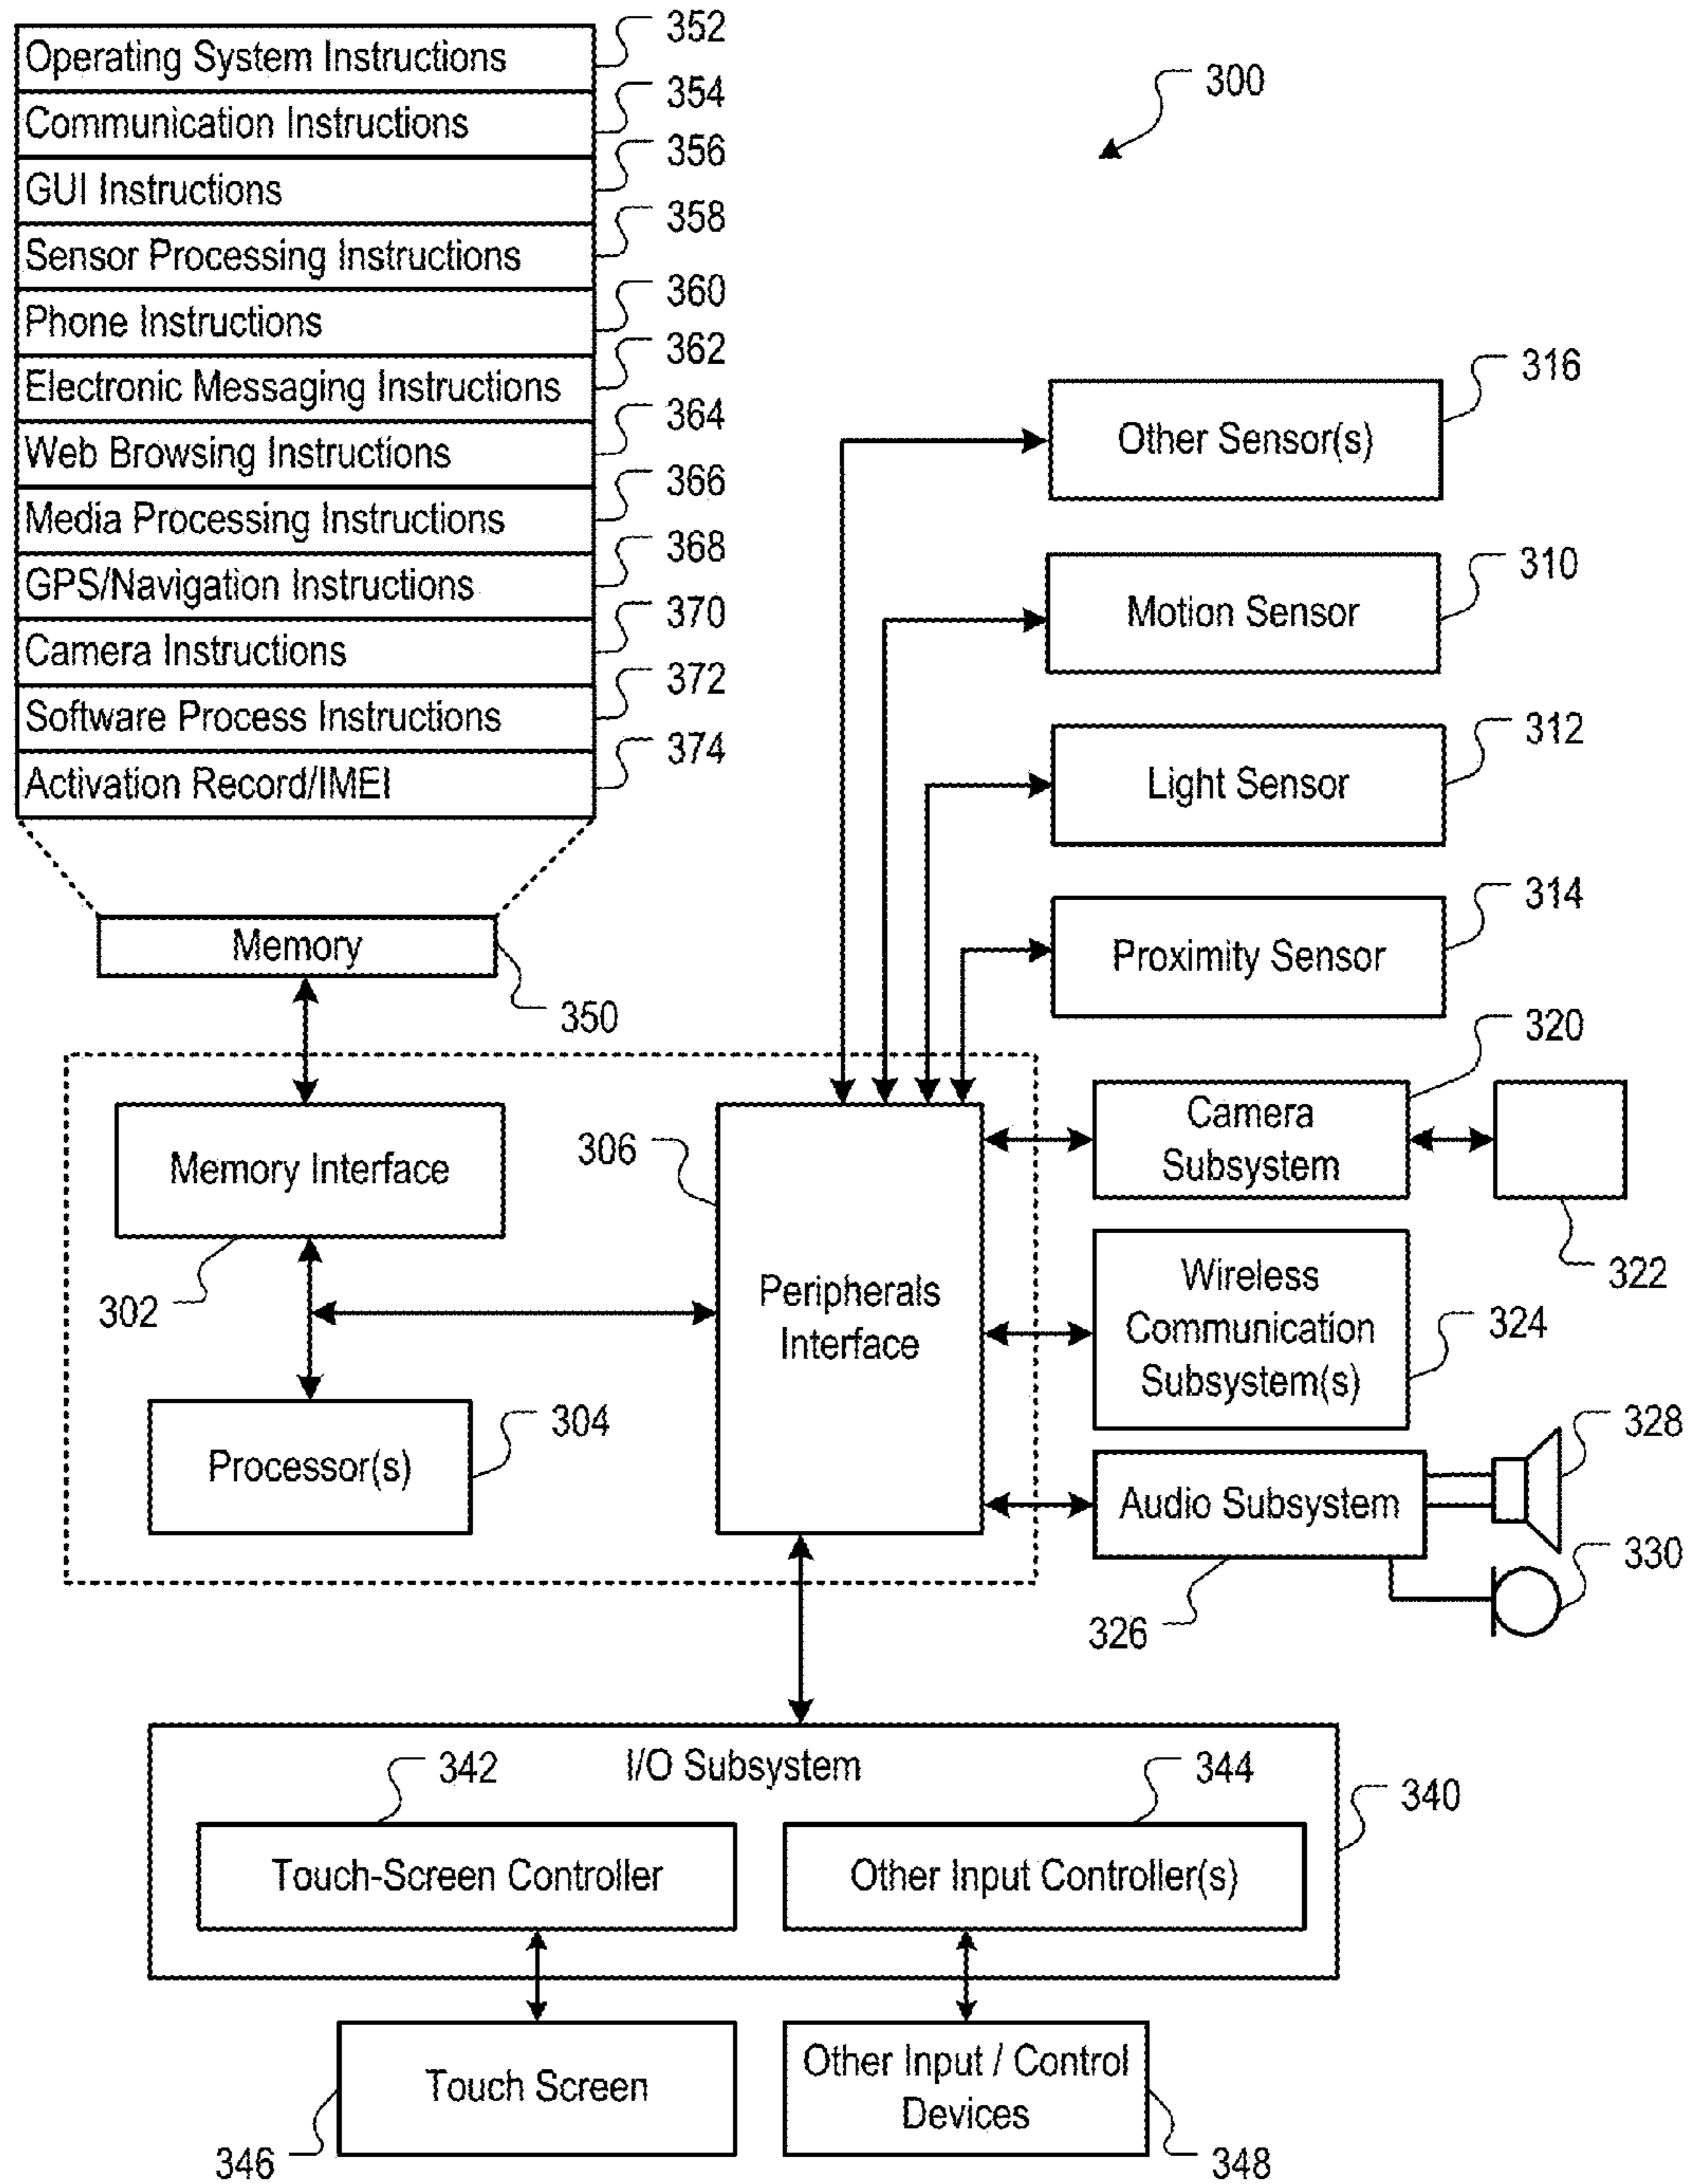 Operating System Instructions
352
Communication Instructions
354
GUI Instructions
356
Sensor Processing Instructions
358
Phone Instructions
360
Electronic Messaging Instructions
362
Web Browsing Instructions
364
Media Processing Instructions
366
GPS/Navigation Instructions
368
Camera Instructions
370
Software Process Instructions
372
Activation Record/IMEI
374
300
Memory
350
Other Sensor(s)
316
Motion Sensor
310
Light Sensor
312
Proximity Sensor
314
Memory Interface
302
Processor(s)
304
306
Peripherals
Interface
Camera
Subsystem
320
322
Wireless
Communication
Subsystem(s)
324
Audio Subsystem
326
328
330
I/O Subsystem
340
342
Touch-Screen Controller
344
Other Input Controller(s)
Touch Screen
346
Other Input / Control
Devices
348